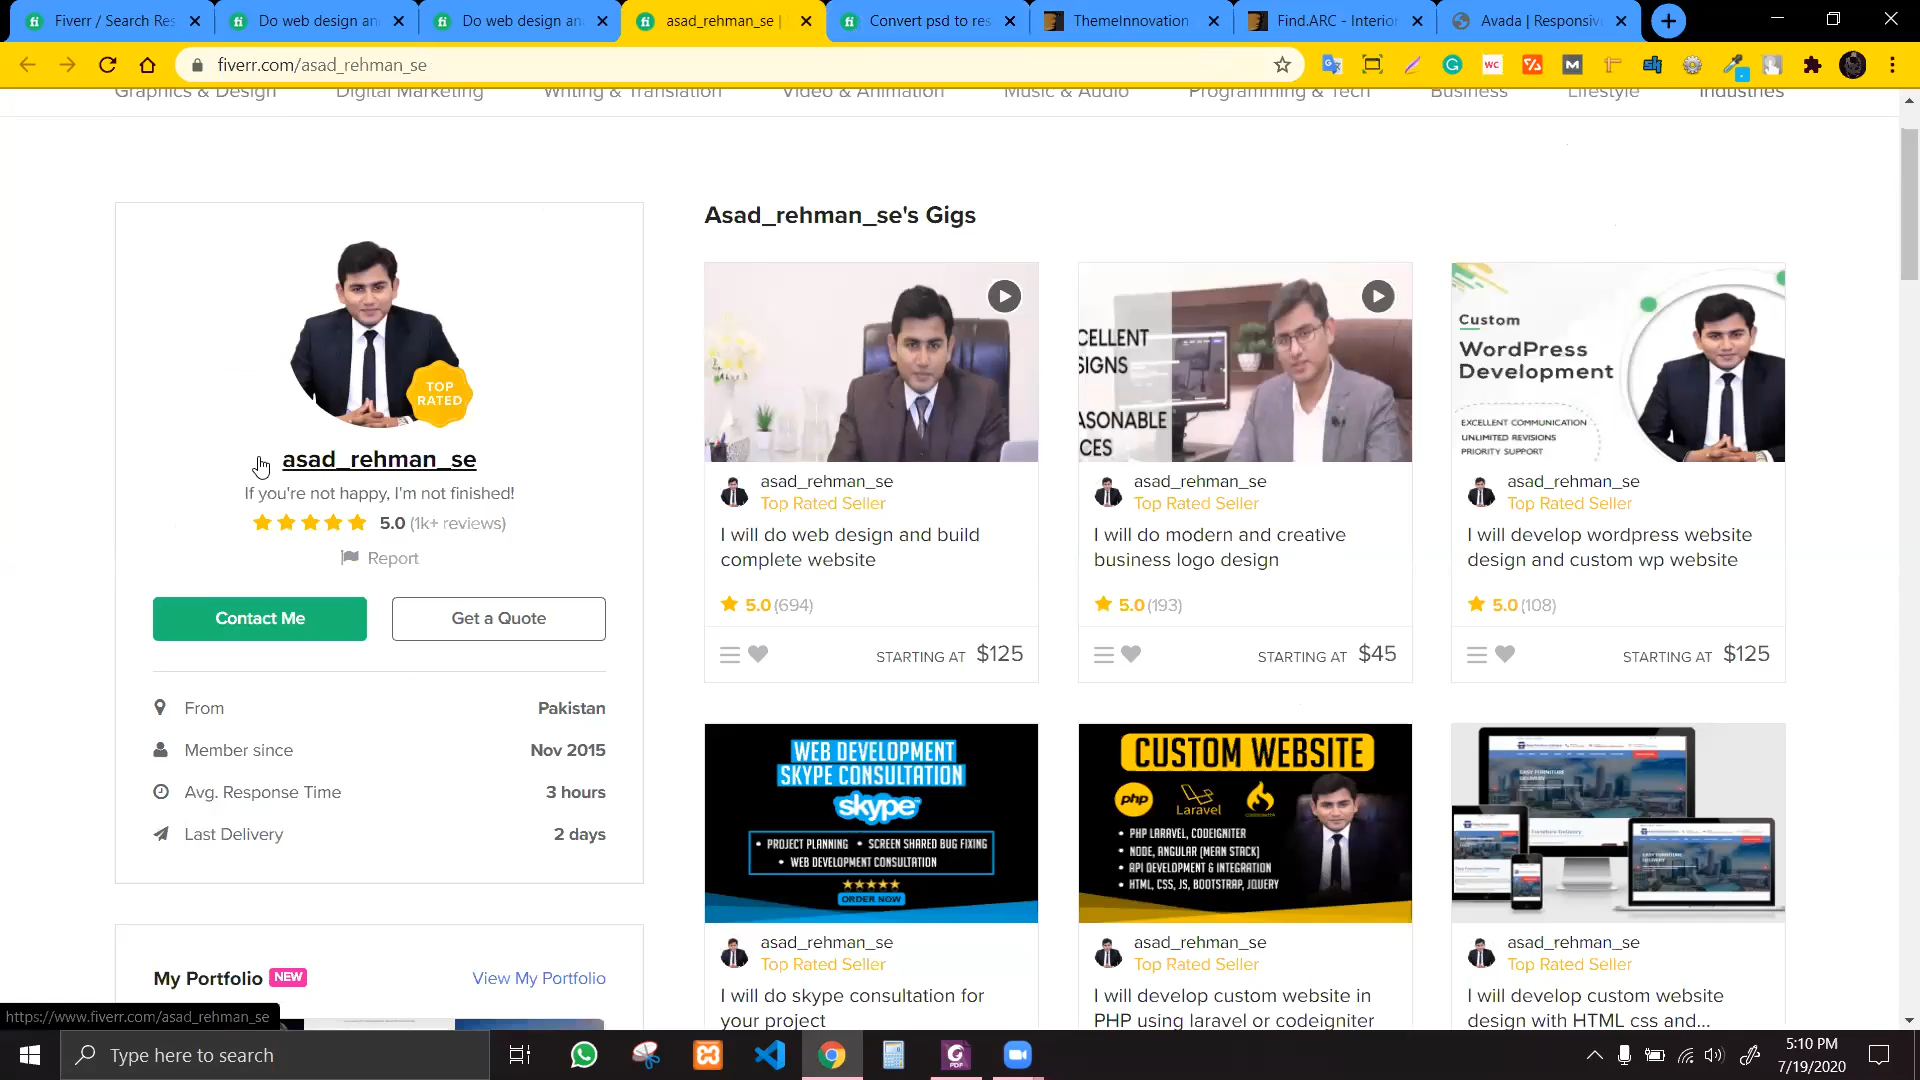 Fiverr / Search Res
Do web design an
Do web design an
asad_rehman_se |
Convert psd to res
ThemeInnovation
Find.ARC - Interior
Avada | Responsiv
fiverr.com/asad_rehman_se
Graphics & Design
Digital Marketing
Writing & Translation
Video & Animation
Music & Audio
Programming & Tech
Business
Lifestyle
Industries
TOP
RATED
asad_rehman_se
If you're not happy, I'm not finished!
5.0 (1k+ reviews)
Report
Contact Me
Get a Quote
From Pakistan
Member since Nov 2015
Avg. Response Time 3 hours
Last Delivery 2 days
My Portfolio NEW
View My Portfolio
https://www.fiverr.com/asad_rehman_se
Asad_rehman_se's Gigs
asad_rehman_se
Top Rated Seller
I will do web design and build
complete website
5.0 (694)
STARTING AT $125
CELLENT
SIGNS
ASONABLE
CES
asad_rehman_se
Top Rated Seller
I will do modern and creative
business logo design
5.0 (193)
STARTING AT $45
Custom
WordPress
Development
EXCELLENT COMMUNICATION
UNLIMITED REVISIONS
PRIORITY SUPPORT
asad_rehman_se
Top Rated Seller
I will develop wordpress website
design and custom wp website
5.0 (108)
STARTING AT $125
WEB DEVELOPMENT
SKYPE CONSULTATION
skype
• PROJECT PLANNING • SCREEN SHARED BUG FIXING
• WEB DEVELOPMENT CONSULTATION
ORDER NOW
asad_rehman_se
Top Rated Seller
I will do skype consultation for
your project
CUSTOM WEBSITE
php
Laravel
• PHP LARAVEL, CODEIGNITER
• NODE, ANGULAR (MEAN STACK)
• API DEVELOPMENT & INTEGRATION
• HTML, CSS, JS, BOOTSTRAP, JQUERY
asad_rehman_se
Top Rated Seller
I will develop custom website in
PHP using laravel or codeigniter
asad_rehman_se
Top Rated Seller
I will develop custom website
design with HTML css and...
Type here to search
5:10 PM
7/19/2020